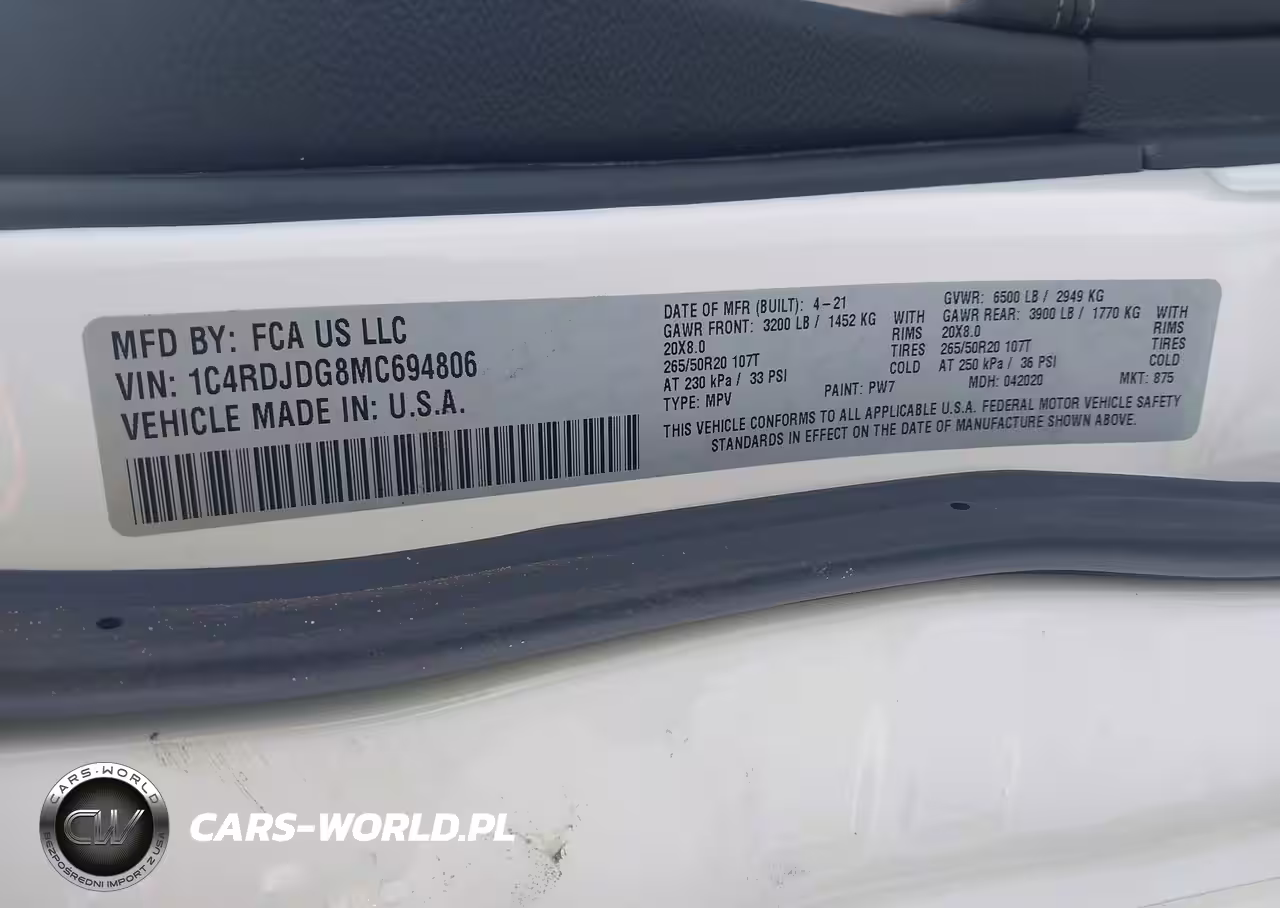 MFD BY: FCA US LLC
VIN: 1C4RDJDG8MC694806
VEHICLE MADE IN: U.S.A.
DATE OF MFR (BUILT): 4-21
GAWR FRONT: 3200 LB / 1452 KG WITH
20X8.0 RIMS
265/50R20 107T TIRES
AT 230 kPa / 33 PSI COLD
TYPE: MPV PAINT: PW7
GVWR: 6500 LB / 2949 KG
GAWR REAR: 3900 LB / 1770 KG WITH
20X8.0 RIMS
265/50R20 107T TIRES
AT 250 kPa / 36 PSI COLD
MDH: 042020 MKT: 875
THIS VEHICLE CONFORMS TO ALL APPLICABLE U.S.A. FEDERAL MOTOR VEHICLE SAFETY
STANDARDS IN EFFECT ON THE DATE OF MANUFACTURE SHOWN ABOVE.
CARS-WORLD
CW
BEZPOŚREDNI IMPORT Z USA
CARS-WORLD.PL